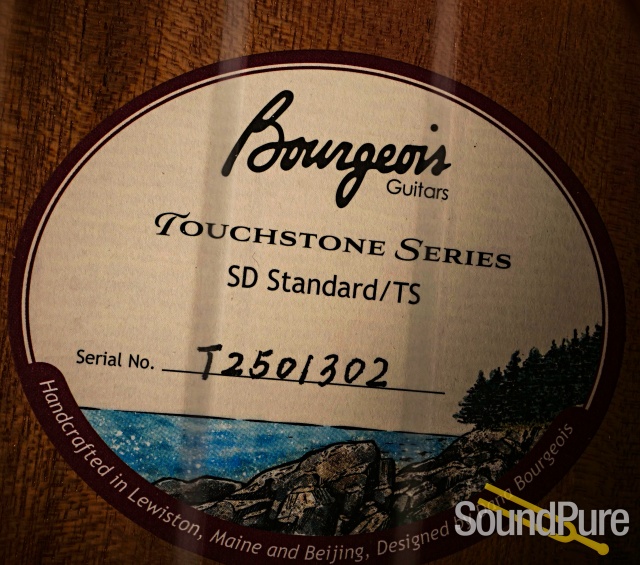 Bourgeois
Guitars
TOUCHSTONE SERIES
SD Standard/TS
Serial No. T2501302
Handcrafted in Lewiston, Maine and Beijing, Designed Bourgeois
SoundPure